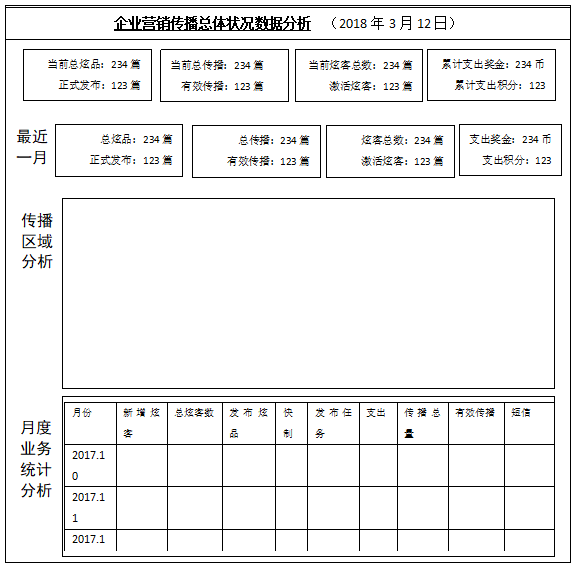 企业营销传播总体状况数据分析 （2018 年 3 月 12 日）
当前总炫品：234 篇
正式发布：123 篇
当前总传播：234 篇
有效传播：123 篇
当前炫客总数：234 篇
激活炫客：123 篇
累计支出奖金：234 币
累计支出积分：123
最近
一月
总炫品：234 篇
正式发布：123 篇
总传播：234 篇
有效传播：123 篇
炫客总数：234 篇
激活炫客：123 篇
支出奖金：234 币
支出积分：123
传播
区域
分析
月度
业务
统计
分析
月份 新增炫 总炫客数 发布炫 快 发布任 支出 传播总 有效传播 短信
客 品 制 务 量
2017.1
0
2017.1
1
2017.1